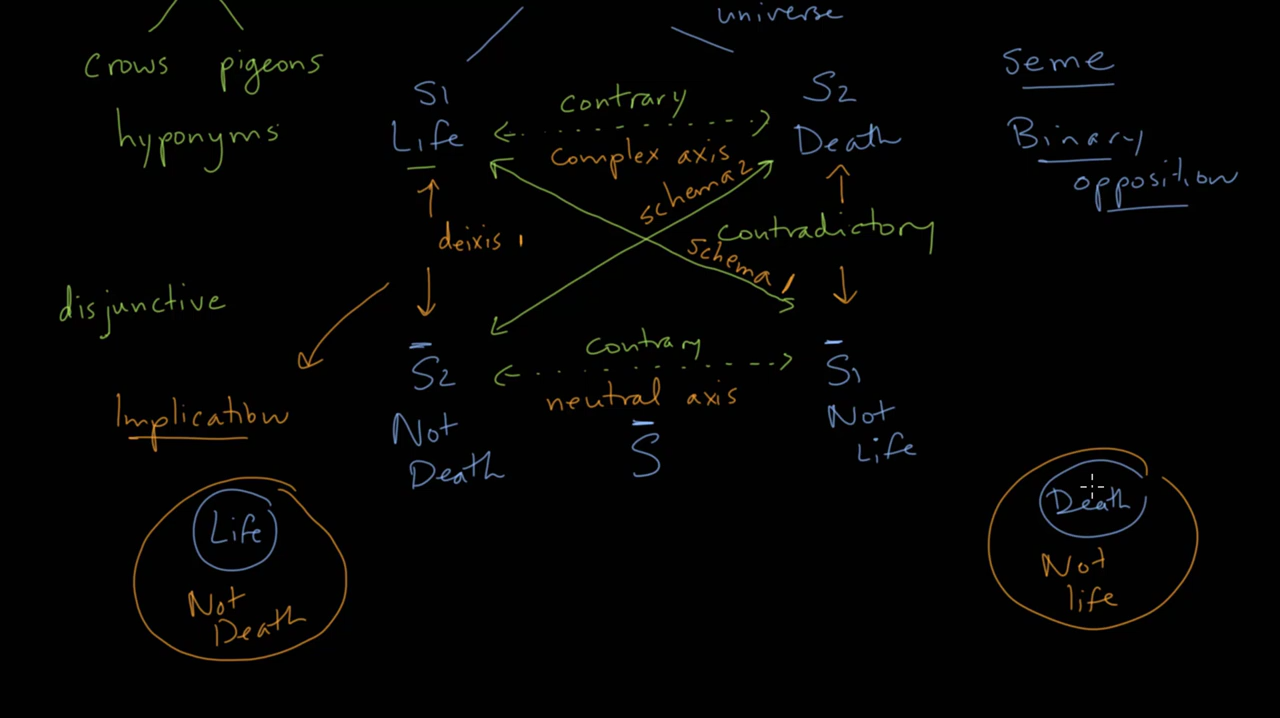 universe
crows pigeons
hyponyms
S1
Life
contrary
complex axis
S2
Death
seme
Binary
opposition
schema 2
deixis 1
contradictory
schema 1
disjunctive
Implication
S̄2
Not
Death
contrary
neutral axis
S̄
S̄1
Not
Life
Life
Not
Death
Death
Not
life